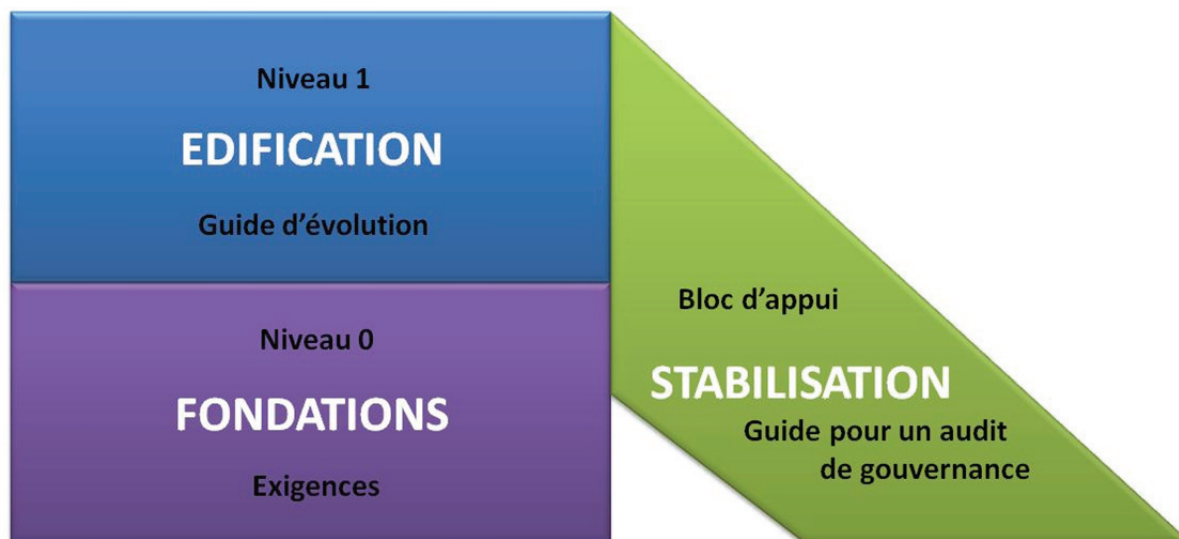 Niveau 1
EDIFICATION
Guide d’évolution
Niveau 0
FONDATIONS
Exigences
Bloc d’appui
STABILISATION
Guide pour un audit
de gouvernance